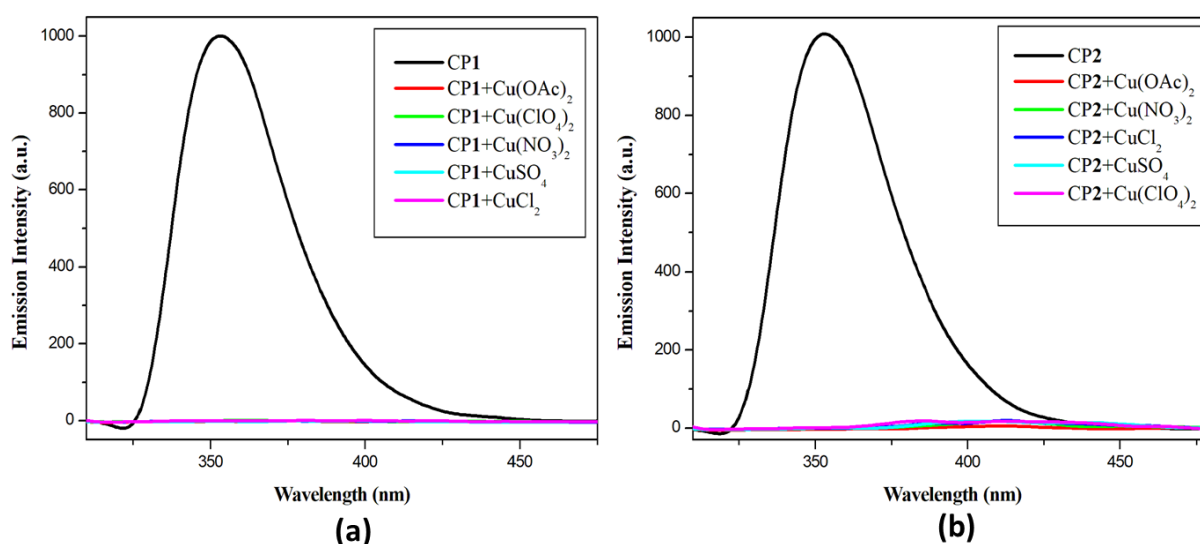 1000
800
600
400
200
0
350
400
450
Emission Intensity (a.u.)
Wavelength (nm)
CP1
CP1+Cu(OAc)₂
CP1+Cu(ClO₄)₂
CP1+Cu(NO₃)₂
CP1+CuSO₄
CP1+CuCl₂
(a)
1000
800
600
400
200
0
350
400
450
Emission Intensity (a.u.)
Wavelength (nm)
CP2
CP2+Cu(OAc)₂
CP2+Cu(NO₃)₂
CP2+CuCl₂
CP2+CuSO₄
CP2+Cu(ClO₄)₂
(b)